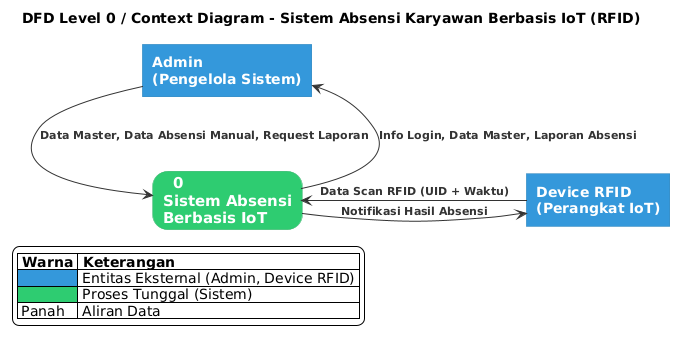 DFD Level 0 / Context Diagram - Sistem Absensi Karyawan Berbasis IoT (RFID)
Admin
(Pengelola Sistem)
Data Master, Data Absensi Manual, Request Laporan
Info Login, Data Master, Laporan Absensi
0
Sistem Absensi
Berbasis IoT
Data Scan RFID (UID + Waktu)
Notifikasi Hasil Absensi
Device RFID
(Perangkat IoT)
Warna Keterangan
Entitas Eksternal (Admin, Device RFID)
Proses Tunggal (Sistem)
Panah Aliran Data